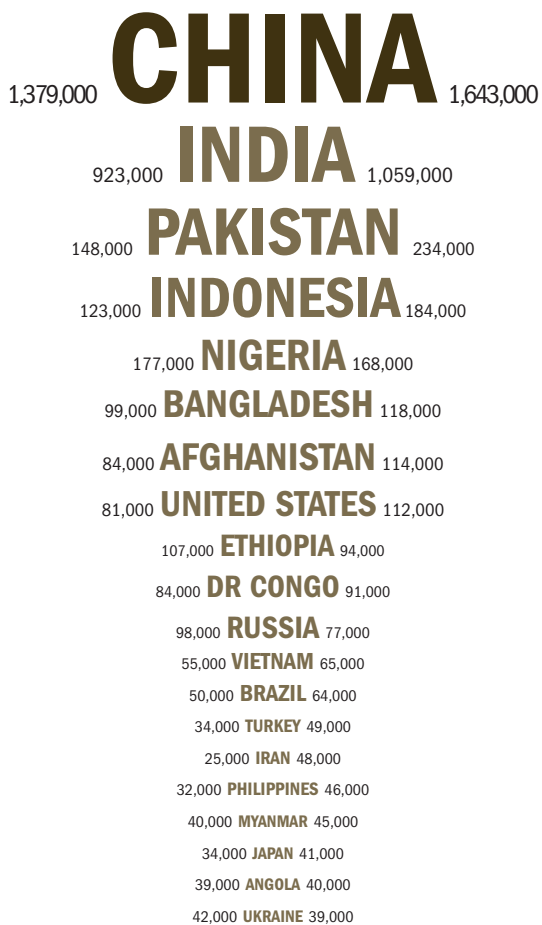 1,379,000 CHINA 1,643,000
923,000 INDIA 1,059,000
148,000 PAKISTAN 234,000
123,000 INDONESIA 184,000
177,000 NIGERIA 168,000
99,000 BANGLADESH 118,000
84,000 AFGHANISTAN 114,000
81,000 UNITED STATES 112,000
107,000 ETHIOPIA 94,000
84,000 DR CONGO 91,000
98,000 RUSSIA 77,000
55,000 VIETNAM 65,000
50,000 BRAZIL 64,000
34,000 TURKEY 49,000
25,000 IRAN 48,000
32,000 PHILIPPINES 46,000
40,000 MYANMAR 45,000
34,000 JAPAN 41,000
39,000 ANGOLA 40,000
42,000 UKRAINE 39,000